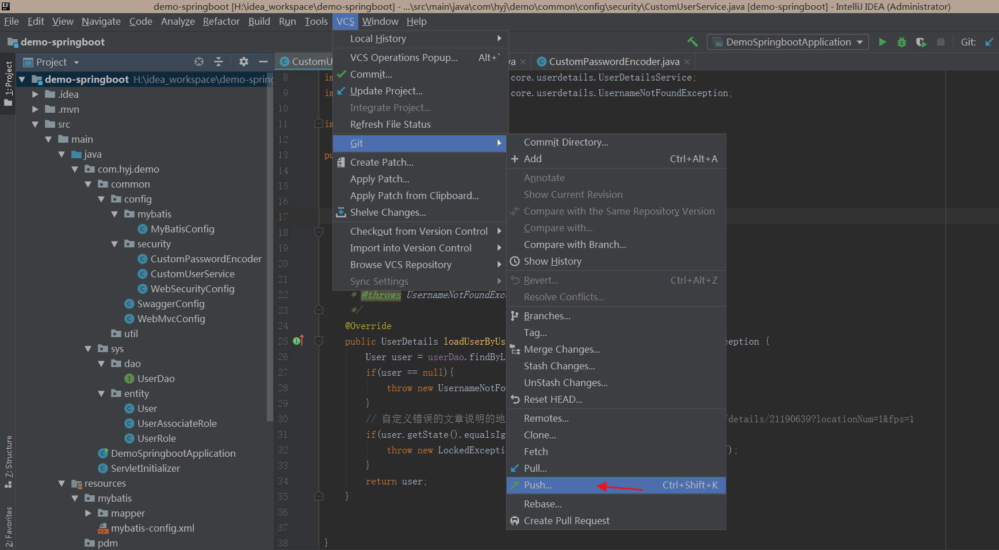 demo-springboot [H:\idea_workspace\demo-springboot] - ...\src\main\java\com\hyj\demo\common\config\security\CustomUserService.java [demo-springboot] - IntelliJ IDEA (Administrator)
File Edit View Navigate Code Analyze Refactor Build Run Tools VCS Window Help
demo-springboot
DemoSpringbootApplication
Git:
Project
CustomU
va
CustomPasswordEncoder.java
1: Project
Z: Structure
2: Favorites
demo-springboot H:\idea_workspace\demo-spring
.idea
.mvn
src
main
java
com.hyj.demo
common
config
mybatis
MyBatisConfig
security
CustomPasswordEncoder
CustomUserService
WebSecurityConfig
SwaggerConfig
WebMvcConfig
util
sys
dao
UserDao
entity
User
UserAssociateRole
UserRole
DemoSpringbootApplication
ServletInitializer
resources
mybatis
mapper
mybatis-config.xml
pdm
Local History
VCS Operations Popup... Alt+`
Commit...
Update Project...
Integrate Project...
Refresh File Status
Git
Create Patch...
Apply Patch...
Apply Patch from Clipboard...
Shelve Changes...
Checkout from Version Control
Import into Version Control
Browse VCS Repository
Sync Settings
Commit Directory...
Add Ctrl+Alt+A
Annotate
Show Current Revision
Compare with the Same Repository Version
Compare with...
Compare with Branch...
Show History
Revert... Ctrl+Alt+Z
Resolve Conflicts...
Branches...
Tag...
Merge Changes...
Stash Changes...
UnStash Changes...
Reset HEAD...
Remotes...
Clone...
Fetch
Pull...
Push... Ctrl+Shift+K
Rebase...
Create Pull Request
8 im core.userdetails.UserDetailsService;
9 im core.userdetails.UsernameNotFoundException;
10
11 im
12
13 pu
14
15
16
17
18
19
20
21
22 * @throws UsernameNotFoundExc
23 */
24 @Override
25 public UserDetails loadUserByUs ception {
26 User user = userDao.findByL
27 if(user == null){
28 throw new UsernameNotFo
29 }
30 // 自定义错误的文章说明的地 /details/21190639?locationNum=1&fps=1
31 if(user.getState().equalsIg
32 throw new LockedExcepti );
33 }
34 return user;
35 }
36
37
38 }